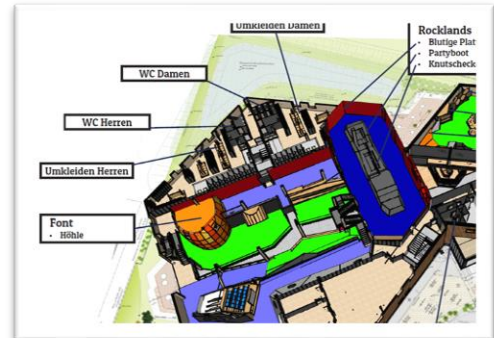 Umkleiden Damen
Rocklands
• Blutige Plat
• Partyboot
• Knutscheck
WC Damen
WC Herren
Umkleiden Herren
Font
• Höhle